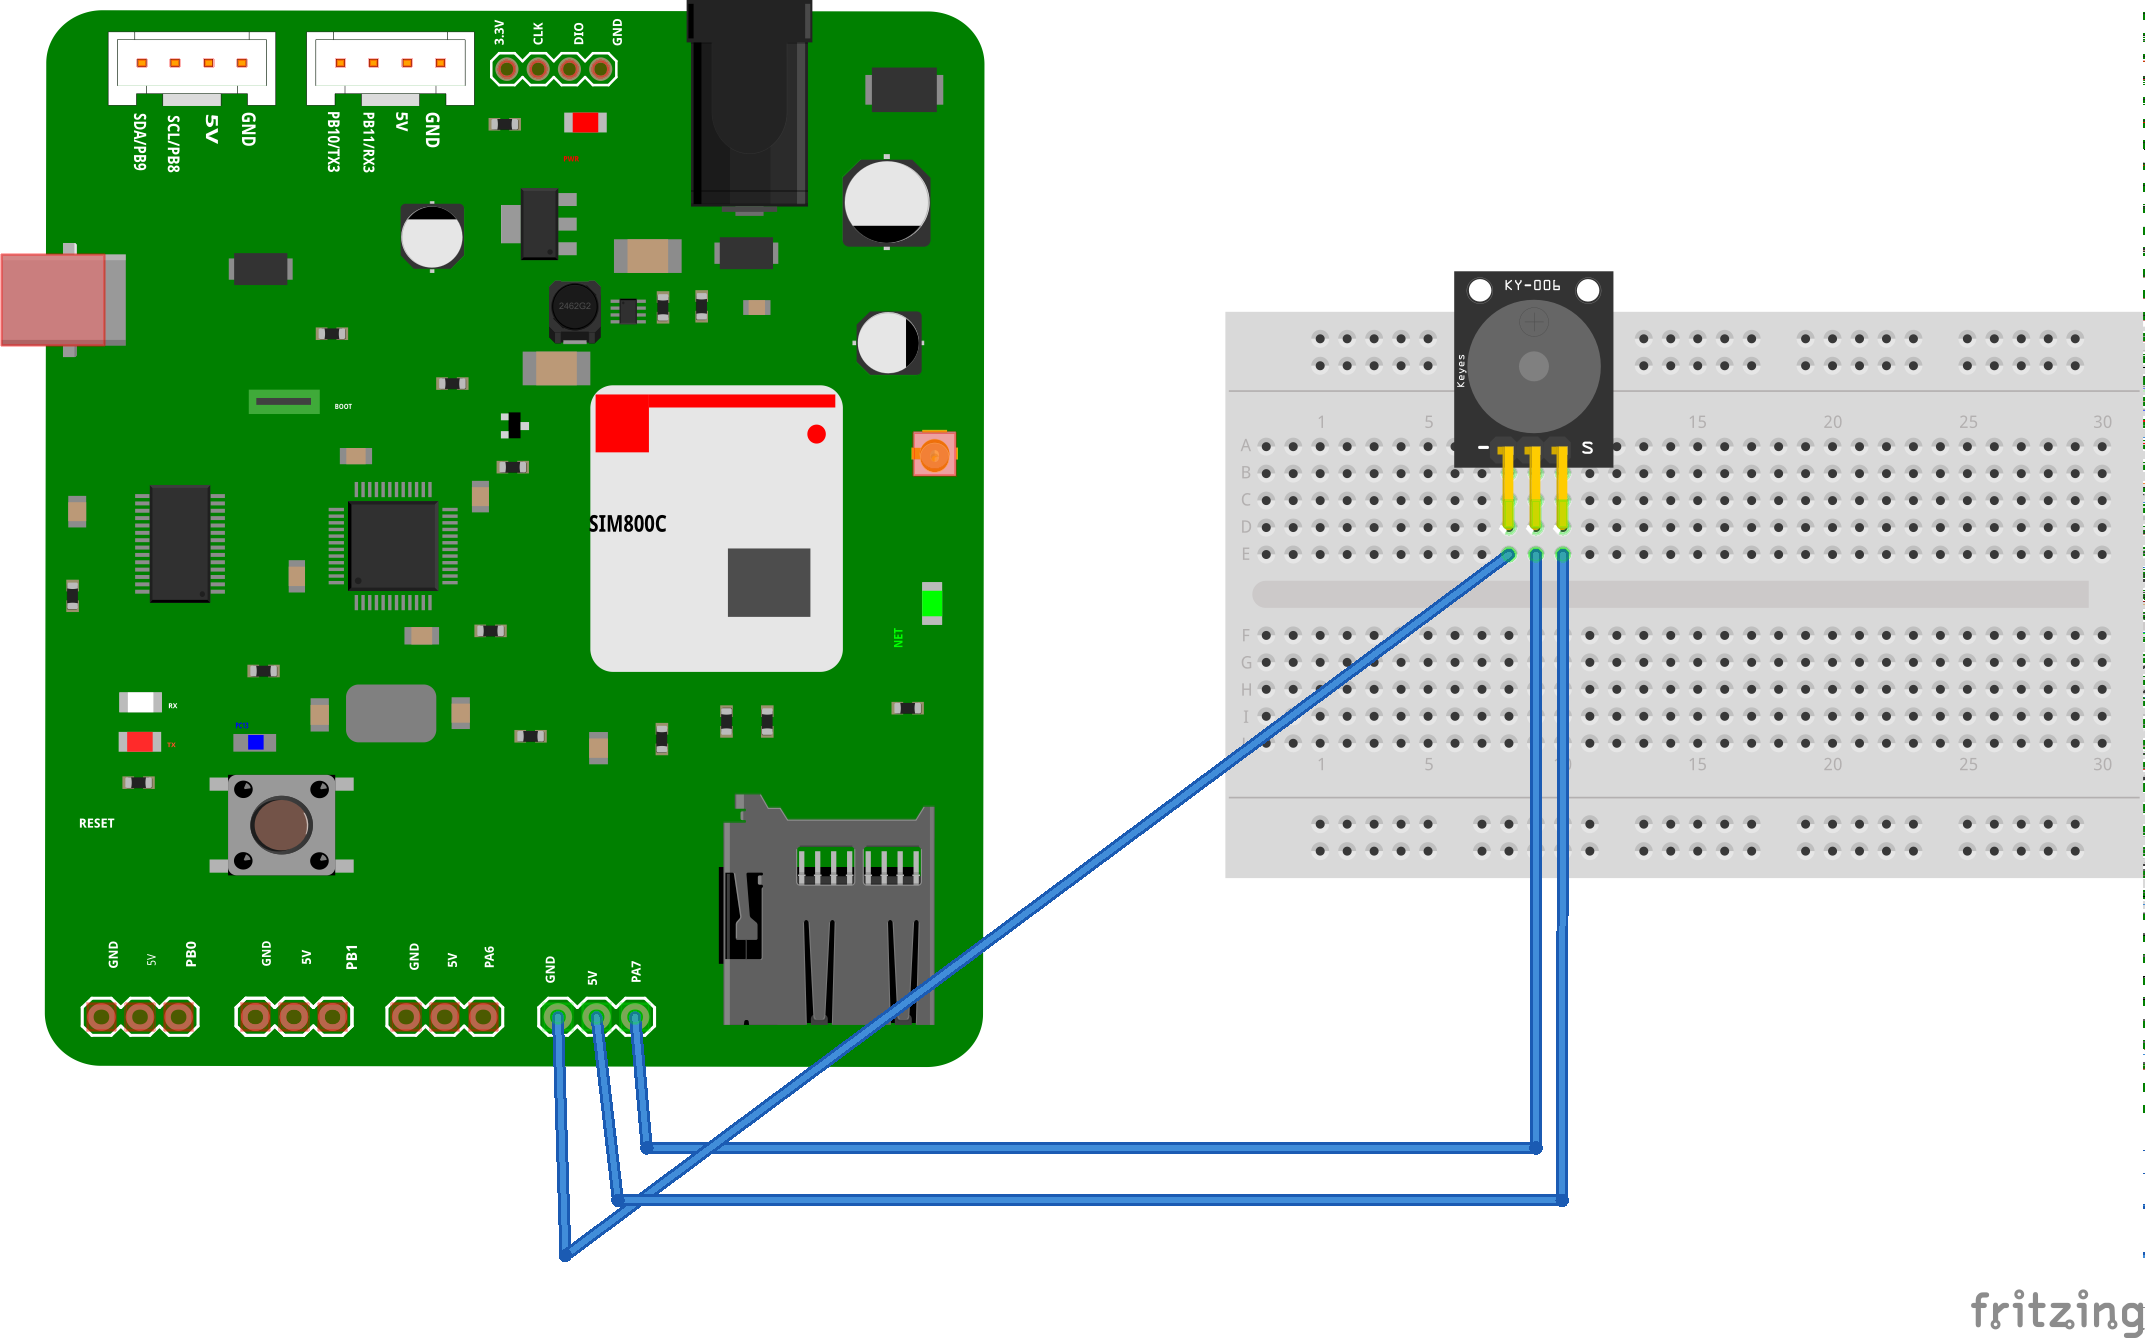 3.3V CLK DIO GND
SDA/PB9 SCL/PB8 5V GND
PB10/TX3 PB11/RX3 5V GND
2462G2
BOOT
SIM800C
NET
RX
TX
PC13
RESET
GND 5V PB0
GND 5V PB1
GND 5V PA6
GND 5V PA7
KY-006
Keyes
- S
1 5 15 20 25 30
A
B
C
D
E
F
G
H
I
1 5 15 20 25 30
fritzing